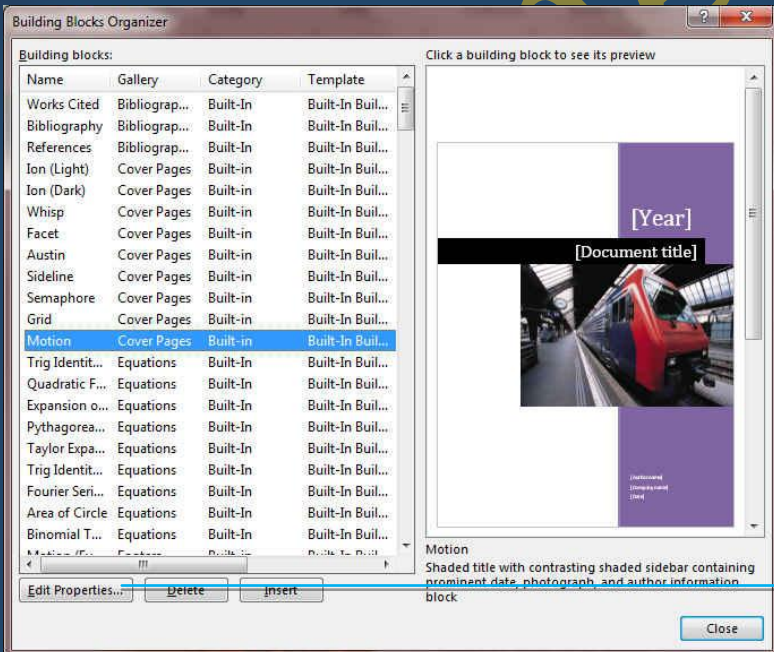 Building Blocks Organizer
Building blocks:
Click a building block to see its preview
Name Gallery Category Template
Works Cited Bibliograp... Built-In Built-In Buil...
Bibliography Bibliograp... Built-In Built-In Buil...
References Bibliograp... Built-In Built-In Buil...
Ion (Light) Cover Pages Built-in Built-In Buil...
Ion (Dark) Cover Pages Built-in Built-In Buil...
Whisp Cover Pages Built-in Built-In Buil...
Facet Cover Pages Built-in Built-In Buil...
Austin Cover Pages Built-in Built-In Buil...
Sideline Cover Pages Built-in Built-In Buil...
Semaphore Cover Pages Built-in Built-In Buil...
Grid Cover Pages Built-in Built-In Buil...
Motion Cover Pages Built-in Built-In Buil...
Trig Identit... Equations Built-In Built-In Buil...
Quadratic F... Equations Built-In Built-In Buil...
Expansion o... Equations Built-In Built-In Buil...
Pythagorea... Equations Built-In Built-In Buil...
Taylor Expa... Equations Built-In Built-In Buil...
Trig Identit... Equations Built-In Built-In Buil...
Fourier Seri... Equations Built-In Built-In Buil...
Area of Circle Equations Built-In Built-In Buil...
Binomial T... Equations Built-In Built-In Buil...
[Year]
[Document title]
[Author name]
[Company name]
[Date]
Motion
Shaded title with contrasting shaded sidebar containing
prominent date, photograph, and author information
block
Edit Properties... Delete Insert
Close